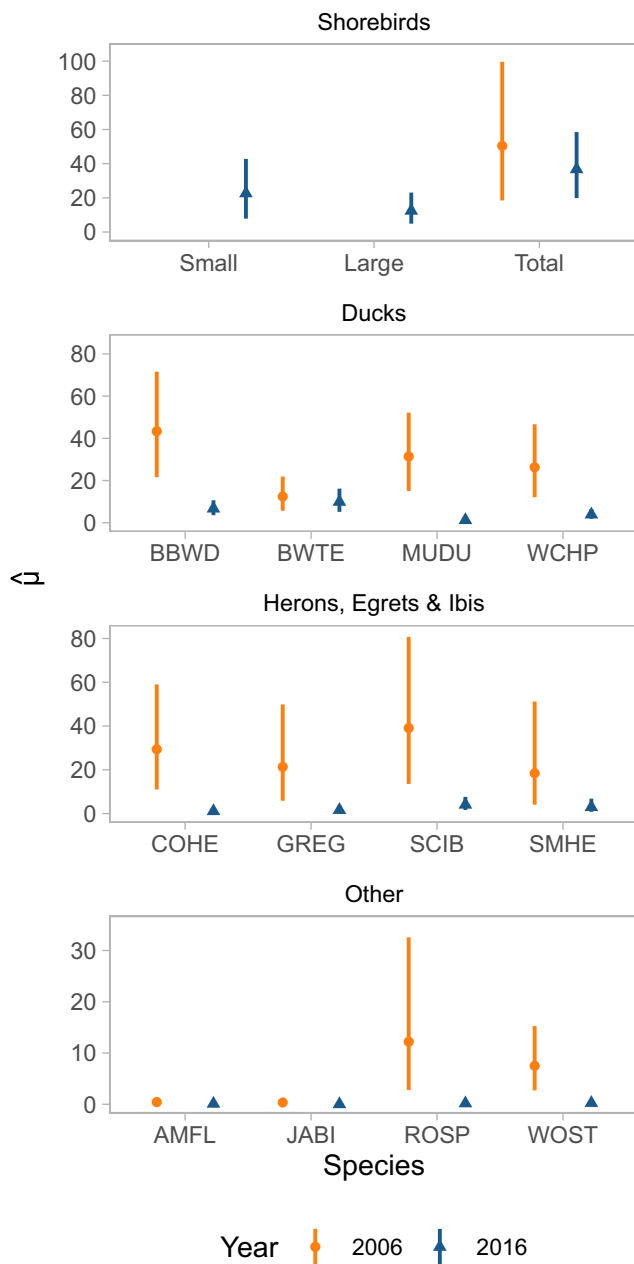 Shorebirds
100
80
60
40
20
0
Small Large Total
Ducks
80
60
40
20
0
BBWD BWTE MUDU WCHP
μ̂
Herons, Egrets & Ibis
80
60
40
20
0
COHE GREG SCIB SMHE
Other
30
20
10
0
AMFL JABI ROSP WOST
Species
Year 2006 2016